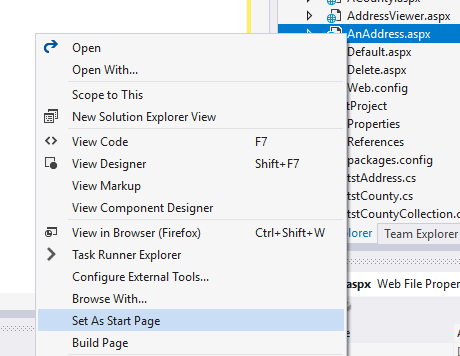 ACounty.aspx
AddressViewer.aspx
AnAddress.aspx
Default.aspx
Delete.aspx
Web.config
tProject
Properties
References
packages.config
tstAddress.cs
tstCounty.cs
tstCountyCollection.c
lorer Team Explorer
aspx Web File Proper
Open
Open With...
Scope to This
New Solution Explorer View
View Code F7
View Designer Shift+F7
View Markup
View Component Designer
View in Browser (Firefox) Ctrl+Shift+W
Task Runner Explorer
Configure External Tools...
Browse With...
Set As Start Page
Build Page